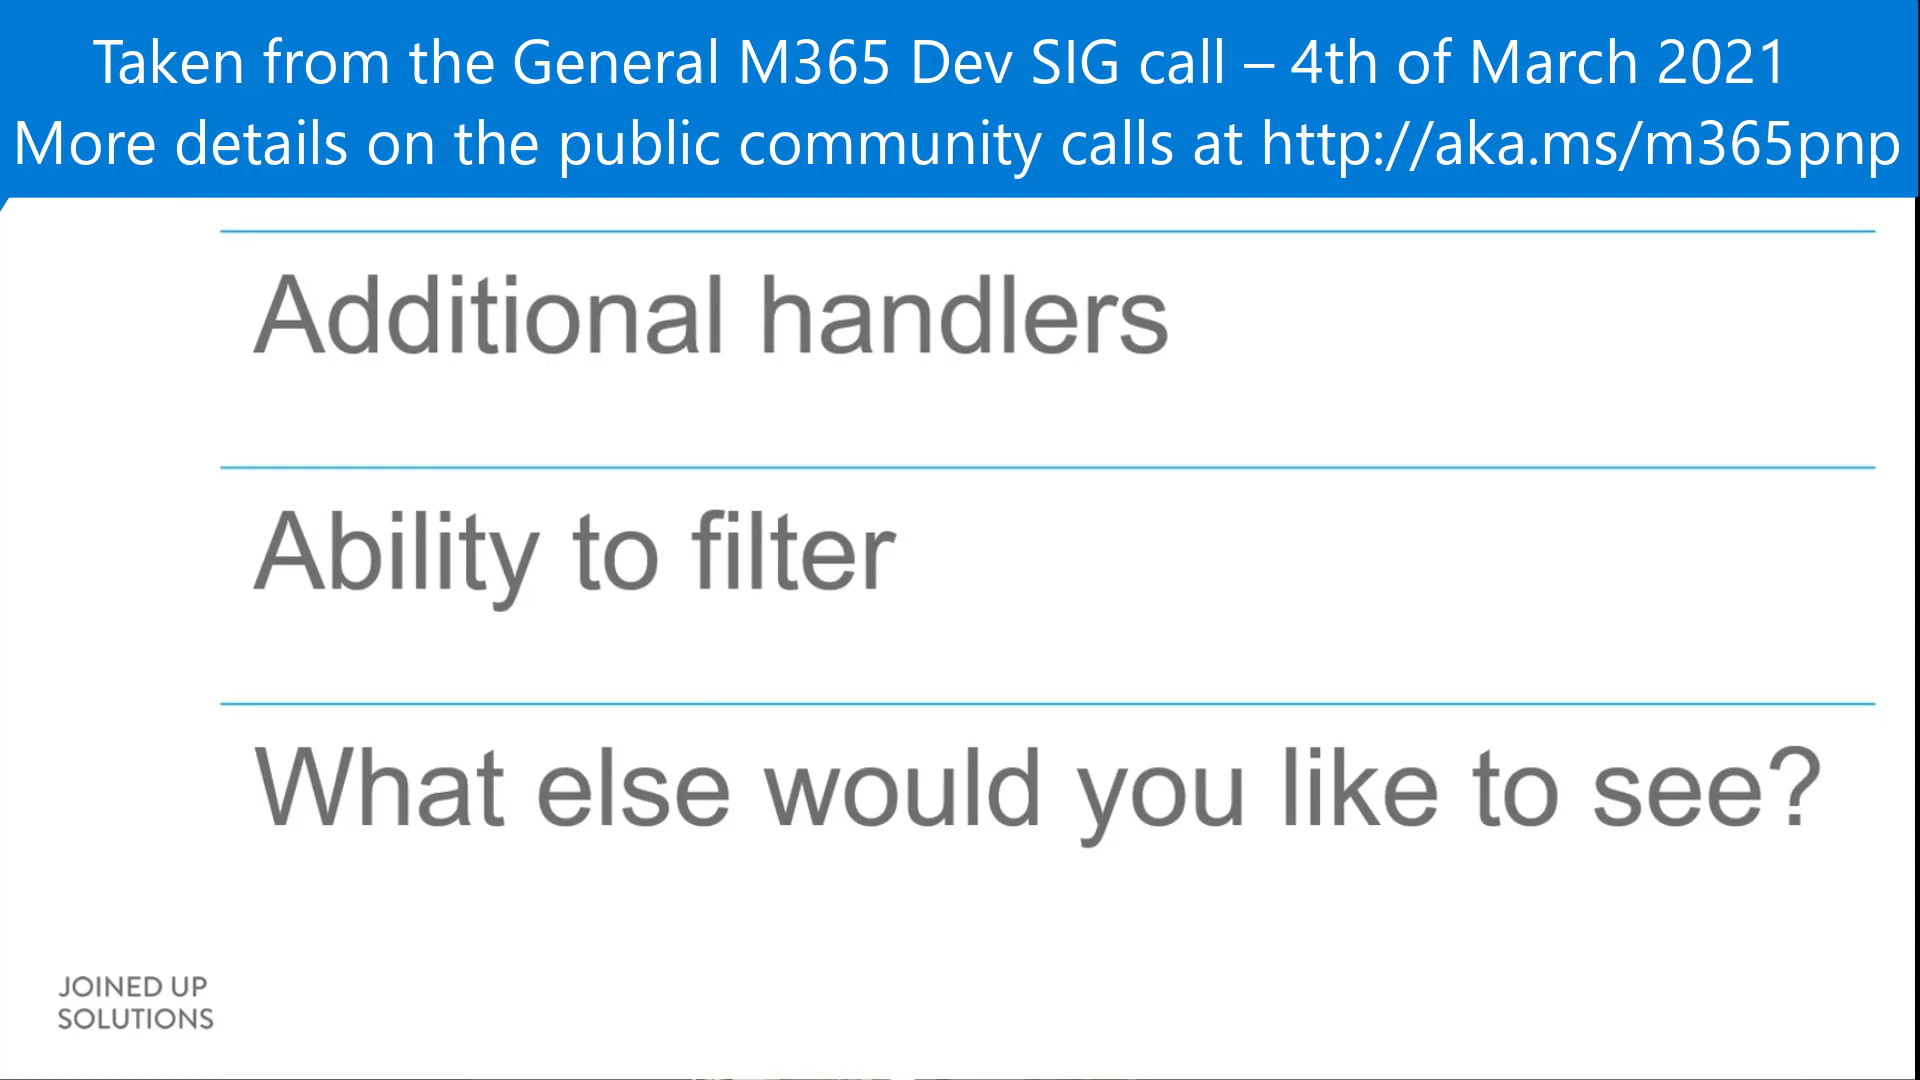 Taken from the General M365 Dev SIG call – 4th of March 2021
More details on the public community calls at http://aka.ms/m365pnp
Additional handlers
Ability to filter
What else would you like to see?
JOINED UP
SOLUTIONS